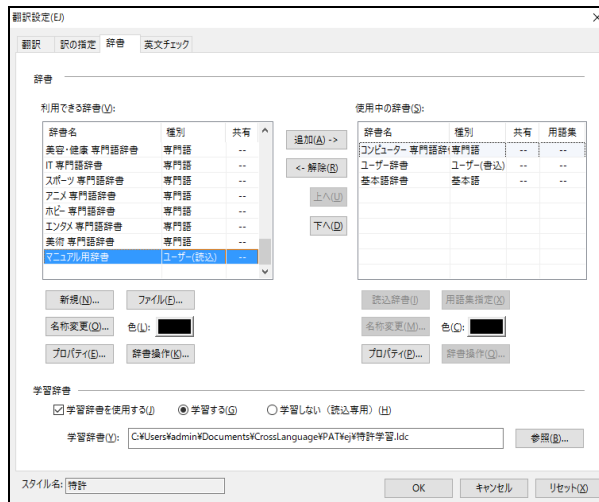 翻訳設定(EJ)
翻訳 訳の指定 辞書 英文チェック
辞書
利用できる辞書(V):
辞書名 種別 共有
美容・健康 専門語辞書 専門語 --
IT 専門語辞書 専門語 --
スポーツ 専門語辞書 専門語 --
アニメ 専門語辞書 専門語 --
ホビー 専門語辞書 専門語 --
エンタメ 専門語辞書 専門語 --
美術 専門語辞書 専門語 --
マニュアル用辞書 ユーザー(読込) --
新規(N)... ファイル(F)...
名称変更(O)... 色(L):
プロパティ(E)... 辞書操作(K)...
追加(A) ->
<- 解除(R)
上へ(U)
下へ(D)
使用中の辞書(S):
辞書名 種別 共有 用語集
コンピューター 専門語辞 専門語 -- --
ユーザー辞書 ユーザー(書込) -- --
基本語辞書 基本語 -- --
読込辞書(I) 用語集指定(X)
名称変更(M)... 色(C):
プロパティ(P)... 辞書操作(Q)...
学習辞書
学習辞書を使用する(J) 学習する(G) 学習しない（読込専用）(H)
学習辞書(Y): C:¥Users¥admin¥Documents¥CrossLanguage¥PAT¥ej¥特許学習.ldc 参照(B)...
スタイル名: 特許 OK キャンセル リセット(X)